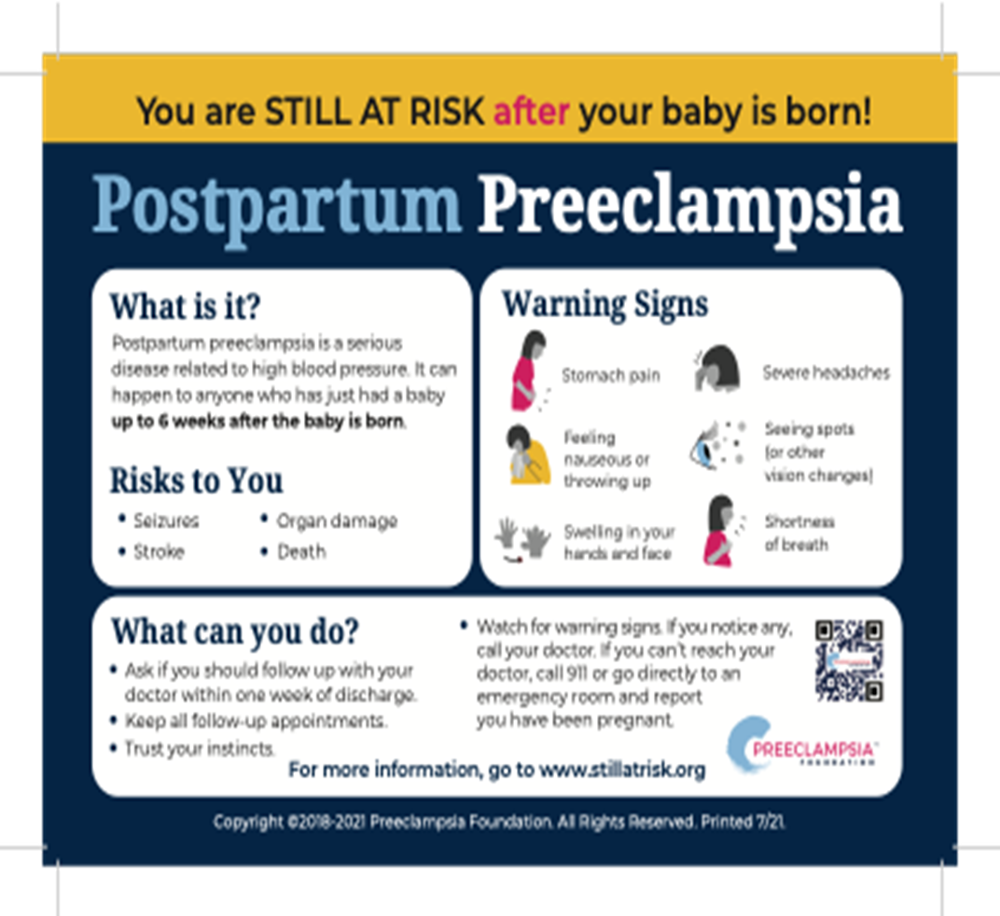 You are STILL AT RISK after your baby is born!
Postpartum Preeclampsia
What is it?
Postpartum preeclampsia is a serious
disease related to high blood pressure. It can
happen to anyone who has just had a baby
up to 6 weeks after the baby is born.
Risks to You
• Seizures
• Stroke
• Organ damage
• Death
Warning Signs
Stomach pain
Severe headaches
Feeling
nauseous or
throwing up
Seeing spots
(or other
vision changes)
Swelling in your
hands and face
Shortness
of breath
What can you do?
• Ask if you should follow up with your
doctor within one week of discharge.
• Keep all follow-up appointments.
• Trust your instincts.
• Watch for warning signs. If you notice any,
call your doctor. If you can't reach your
doctor, call 911 or go directly to an
emergency room and report
you have been pregnant.
For more information, go to www.stillatrisk.org
PREECLAMPSIA
FOUNDATION
Copyright ©2018-2021 Preeclampsia Foundation. All Rights Reserved. Printed 7/21.